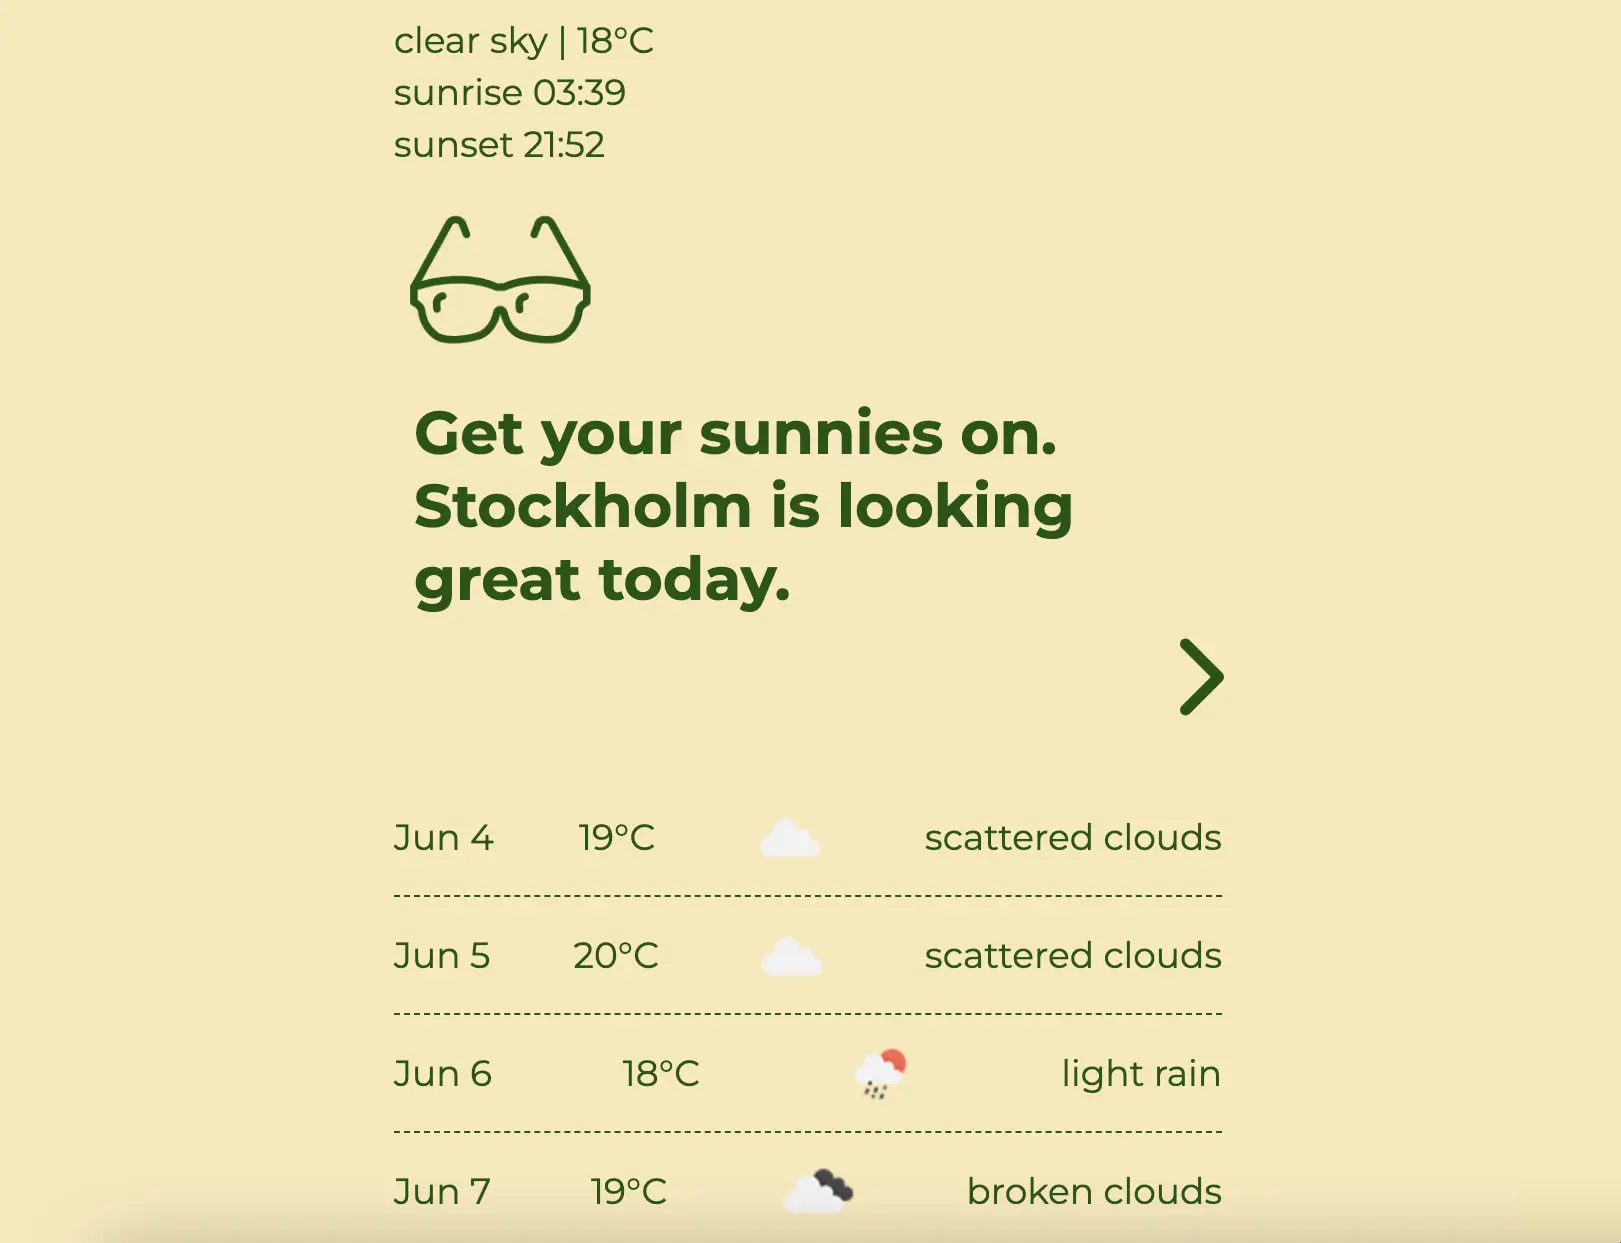 clear sky | 18°C
sunrise 03:39
sunset 21:52
Get your sunnies on.
Stockholm is looking
great today.
Jun 4 19°C scattered clouds
Jun 5 20°C scattered clouds
Jun 6 18°C light rain
Jun 7 19°C broken clouds